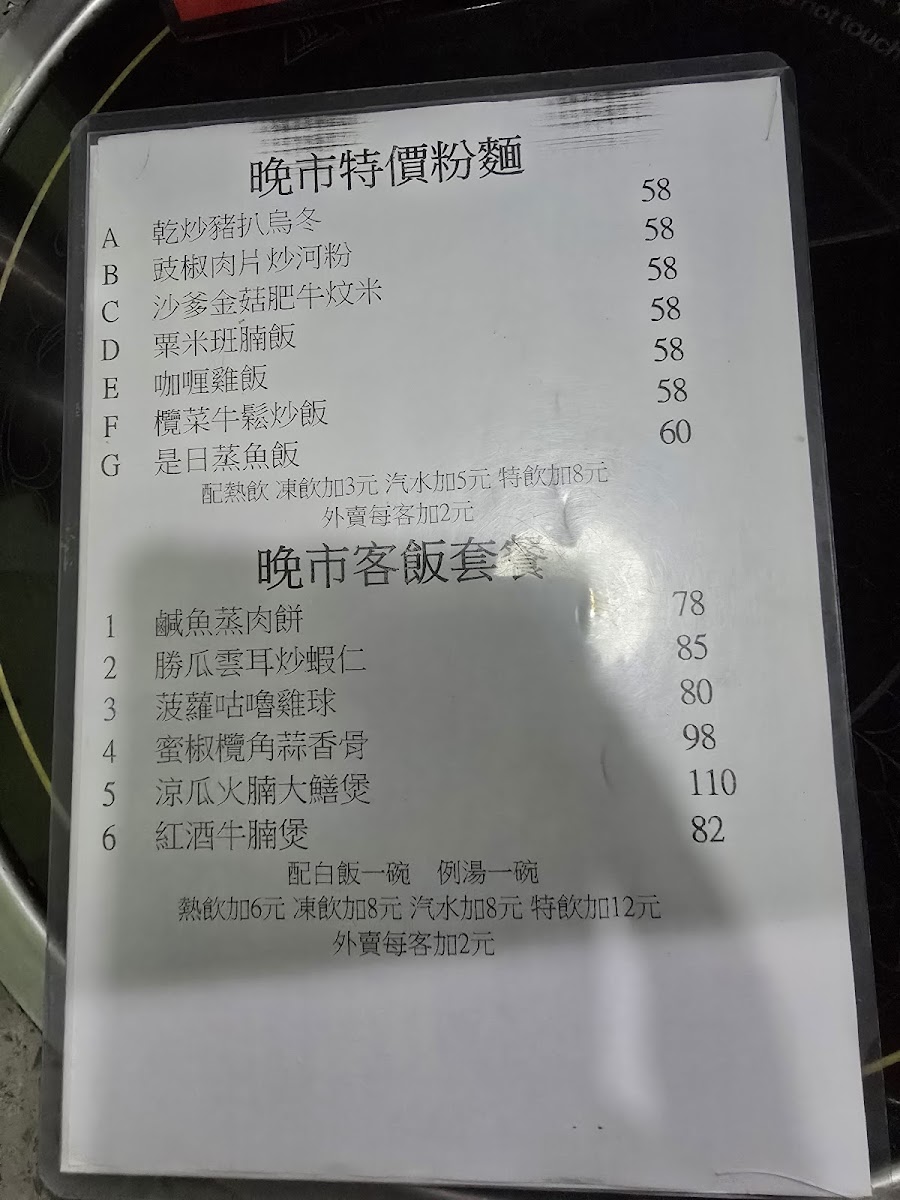 not touch
晚市特價粉麵
A 乾炒豬扒烏冬 58
B 豉椒肉片炒河粉 58
C 沙爹金菇肥牛炆米 58
D 粟米班腩飯 58
E 咖喱雞飯 58
F 欖菜牛鬆炒飯 58
G 是日蒸魚飯 60
配熱飲 凍飲加3元 汽水加5元 特飲加8元
外賣每客加2元
晚市客飯套餐
1 鹹魚蒸肉餅 78
2 勝瓜雲耳炒蝦仁 85
3 菠蘿咕嚕雞球 80
4 蜜椒欖角蒜香骨 98
5 涼瓜火腩大鱔煲 110
6 紅酒牛腩煲 82
配白飯一碗 例湯一碗
熱飲加6元 凍飲加8元 汽水加8元 特飲加12元
外賣每客加2元